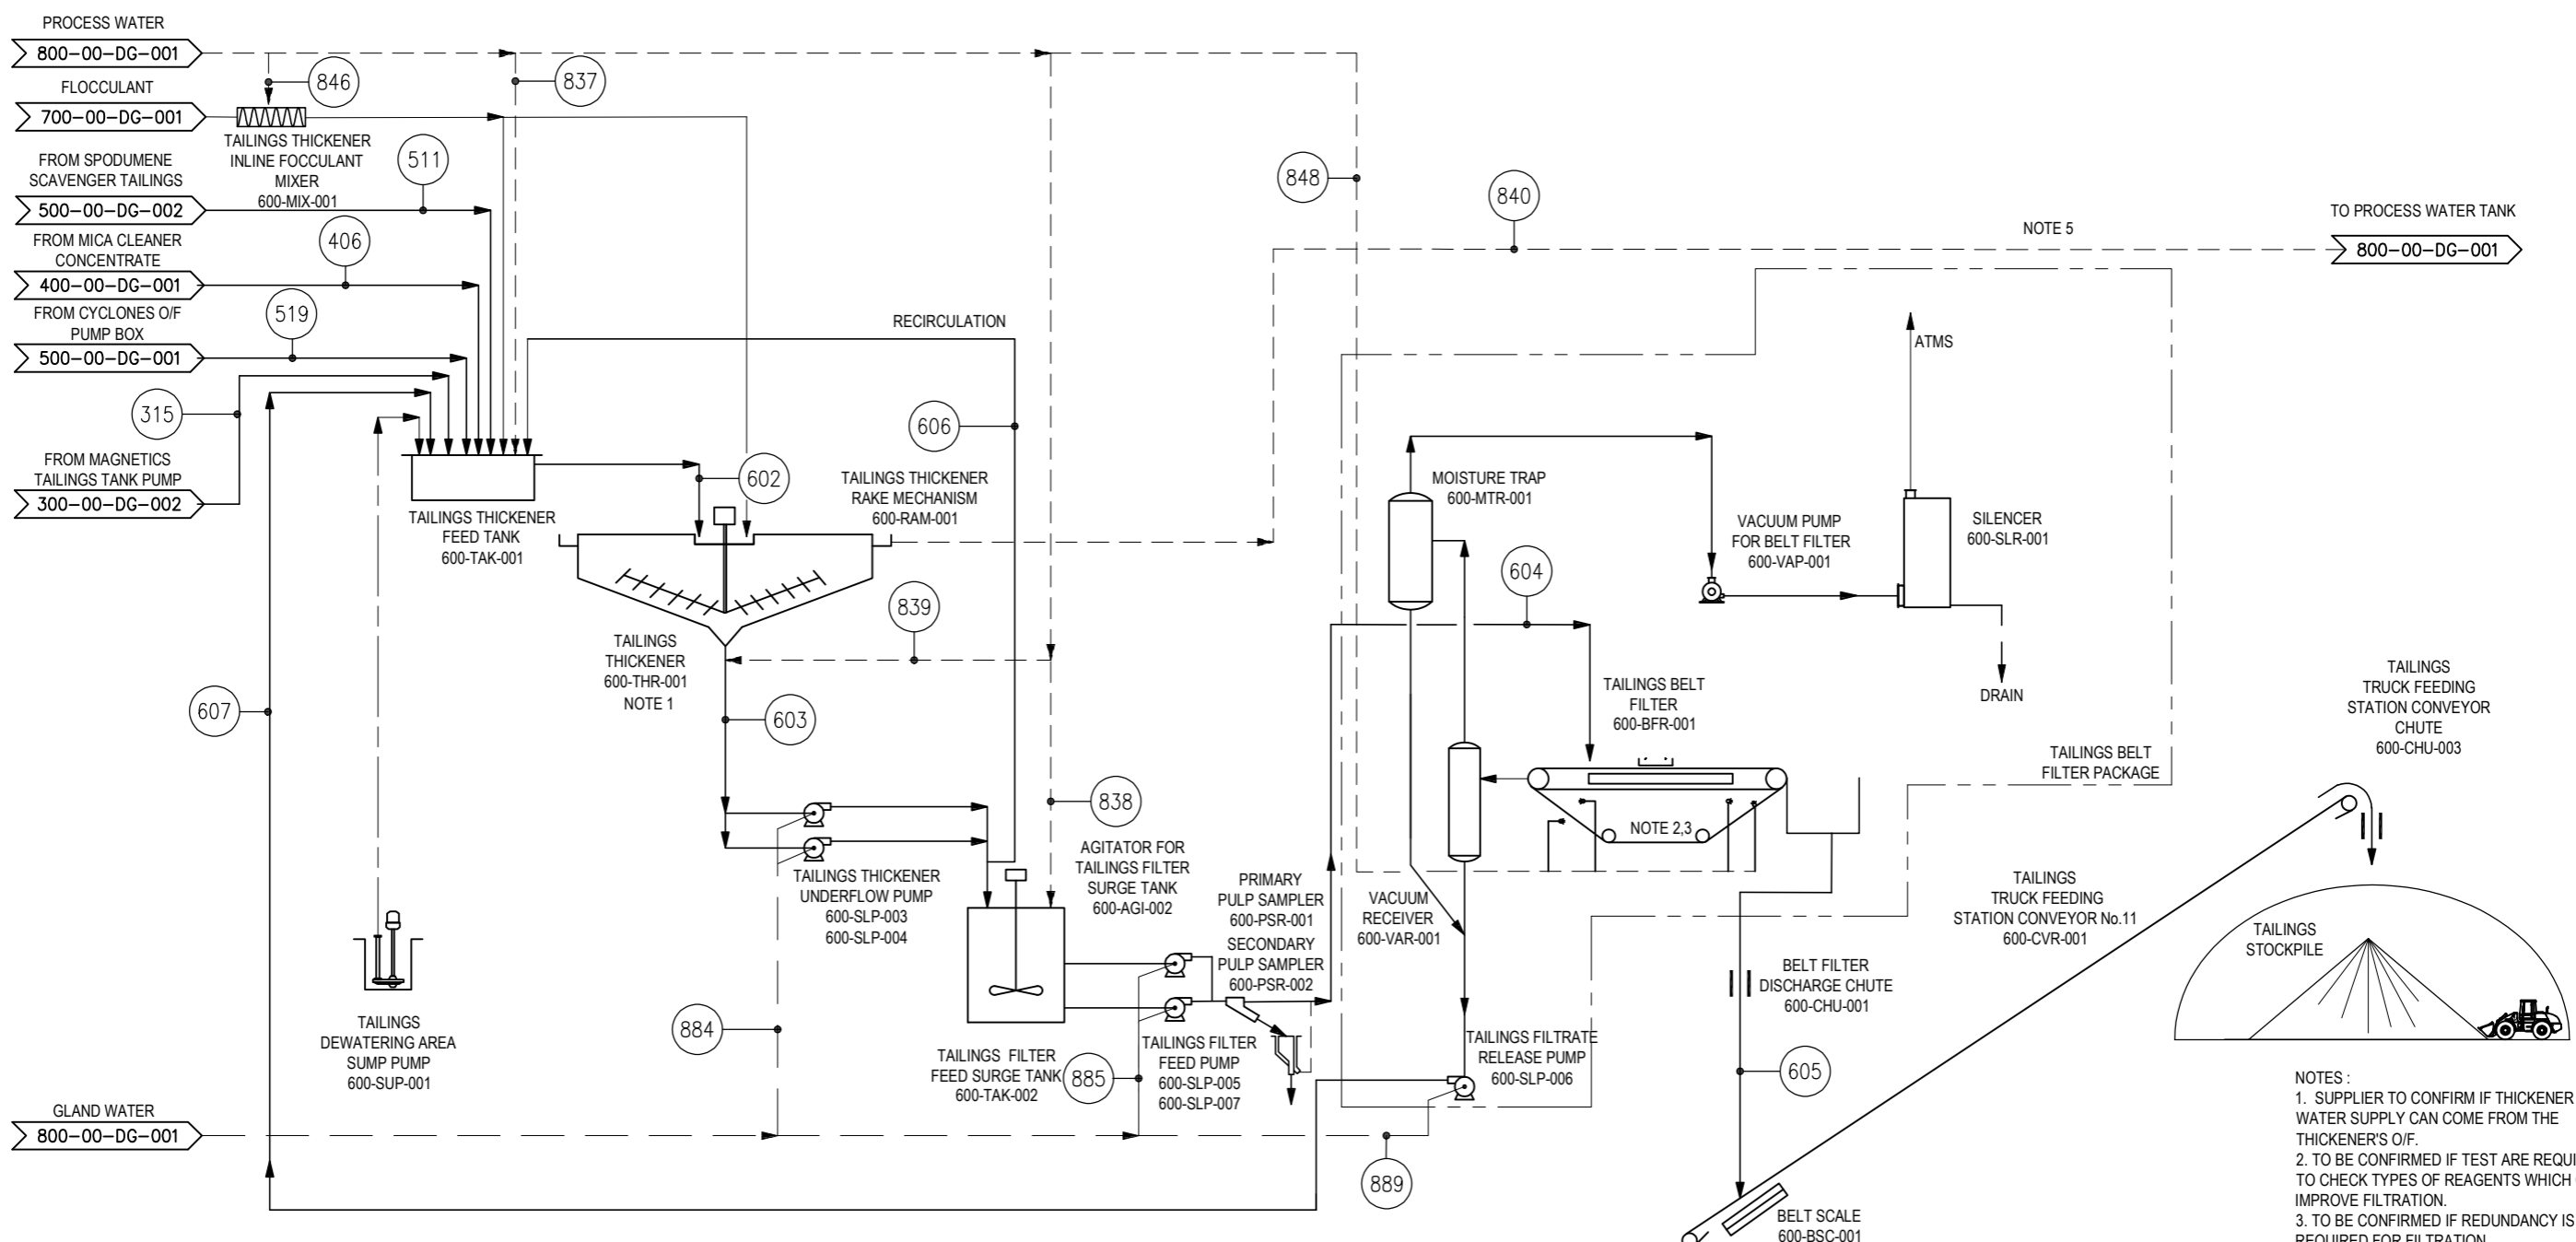 PROCESS WATER
800-00-DG-001
846
837
FLOCCULANT
700-00-DG-001
TAILINGS THICKENER
INLINE FOCCULANT
MIXER
600-MIX-001
FROM SPODUMENE
SCAVENGER TAILINGS
500-00-DG-002
511
FROM MICA CLEANER
CONCENTRATE
400-00-DG-001
406
FROM CYCLONES O/F
PUMP BOX
500-00-DG-001
519
315
FROM MAGNETICS
TAILINGS TANK PUMP
300-00-DG-002
848
840
NOTE 5
TO PROCESS WATER TANK
800-00-DG-001
RECIRCULATION
606
602
TAILINGS THICKENER
RAKE MECHANISM
600-RAM-001
TAILINGS THICKENER
FEED TANK
600-TAK-001
ATMS
MOISTURE TRAP
600-MTR-001
VACUUM PUMP
FOR BELT FILTER
600-VAP-001
SILENCER
600-SLR-001
DRAIN
604
839
TAILINGS
THICKENER
600-THR-001
NOTE 1
607
603
TAILINGS BELT
FILTER
600-BFR-001
TAILINGS BELT
FILTER PACKAGE
TAILINGS
TRUCK FEEDING
STATION CONVEYOR
CHUTE
600-CHU-003
NOTE 2,3
838
AGITATOR FOR
TAILINGS FILTER
SURGE TANK
600-AGI-002
TAILINGS THICKENER
UNDERFLOW PUMP
600-SLP-003
600-SLP-004
PRIMARY
PULP SAMPLER
600-PSR-001
SECONDARY
PULP SAMPLER
600-PSR-002
VACUUM
RECEIVER
600-VAR-001
TAILINGS
TRUCK FEEDING
STATION CONVEYOR No.11
600-CVR-001
TAILINGS
STOCKPILE
BELT FILTER
DISCHARGE CHUTE
600-CHU-001
TAILINGS
DEWATERING AREA
SUMP PUMP
600-SUP-001
884
TAILINGS FILTER
FEED SURGE TANK
600-TAK-002
885
TAILINGS FILTER
FEED PUMP
600-SLP-005
600-SLP-007
TAILINGS FILTRATE
RELEASE PUMP
600-SLP-006
605
GLAND WATER
800-00-DG-001
889
BELT SCALE
600-BSC-001
NOTES :
1. SUPPLIER TO CONFIRM IF THICKENER
WATER SUPPLY CAN COME FROM THE
THICKENER'S O/F.
2. TO BE CONFIRMED IF TEST ARE REQUI
TO CHECK TYPES OF REAGENTS WHICH
IMPROVE FILTRATION.
3. TO BE CONFIRMED IF REDUNDANCY IS
REQUIRED FOR FILTRATION